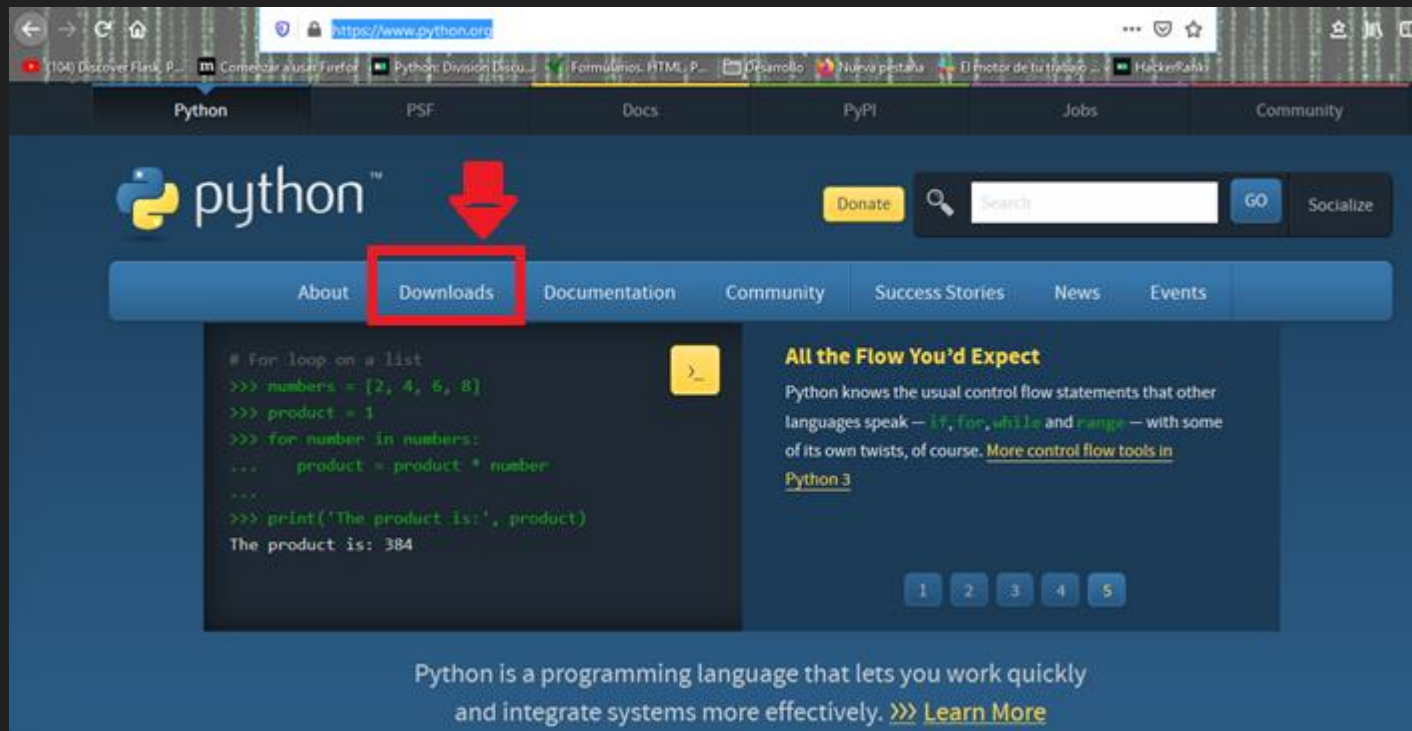 https://www.python.org
(104) Discover Flask, P...
m Comenzar a usar Firefox
Python: Division Discu...
Formularios. HTML, P...
Desarrollo
Nueva pestaña
El motor de tu trabajo ...
HackerRank
Python
PSF
Docs
PyPI
Jobs
Community
python™
Donate
Search
GO
Socialize
About
Downloads
Documentation
Community
Success Stories
News
Events
# For loop on a list
>>> numbers = [2, 4, 6, 8]
>>> product = 1
>>> for number in numbers:
...     product = product * number
...
>>> print('The product is:', product)
The product is: 384
>_
All the Flow You'd Expect
Python knows the usual control flow statements that other
languages speak — if, for, while and range — with some
of its own twists, of course. More control flow tools in
Python 3
1
2
3
4
5
Python is a programming language that lets you work quickly
and integrate systems more effectively. >>> Learn More